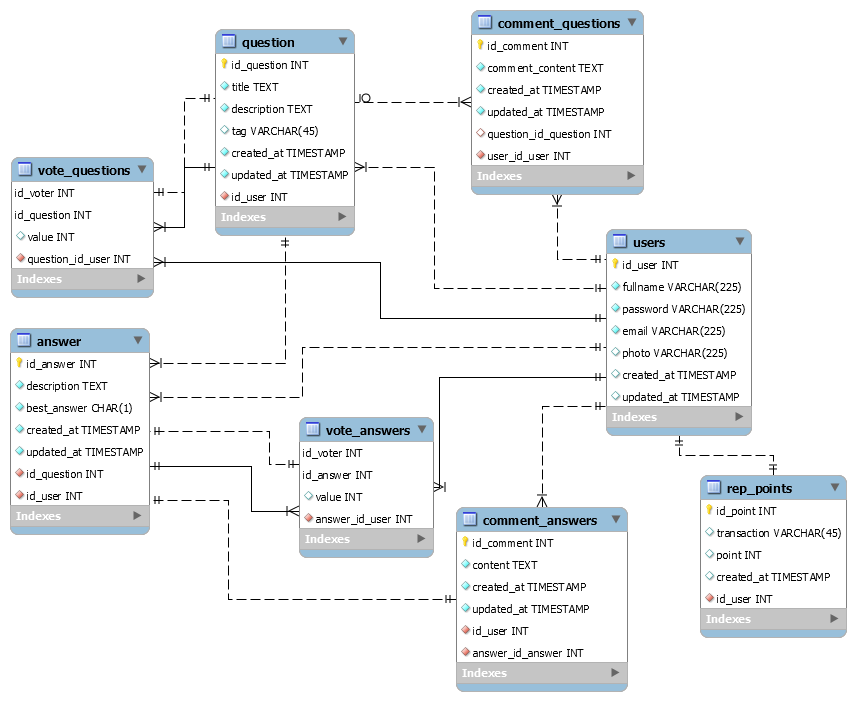 question
id_question INT
title TEXT
description TEXT
tag VARCHAR(45)
created_at TIMESTAMP
updated_at TIMESTAMP
id_user INT
Indexes
comment_questions
id_comment INT
comment_content TEXT
created_at TIMESTAMP
updated_at TIMESTAMP
question_id_question INT
user_id_user INT
Indexes
vote_questions
id_voter INT
id_question INT
value INT
question_id_user INT
Indexes
users
id_user INT
fullname VARCHAR(225)
password VARCHAR(225)
email VARCHAR(225)
photo VARCHAR(225)
created_at TIMESTAMP
updated_at TIMESTAMP
Indexes
answer
id_answer INT
description TEXT
best_answer CHAR(1)
created_at TIMESTAMP
updated_at TIMESTAMP
id_question INT
id_user INT
Indexes
vote_answers
id_voter INT
id_answer INT
value INT
answer_id_user INT
Indexes
comment_answers
id_comment INT
content TEXT
created_at TIMESTAMP
updated_at TIMESTAMP
id_user INT
answer_id_answer INT
Indexes
rep_points
id_point INT
transaction VARCHAR(45)
point INT
created_at TIMESTAMP
id_user INT
Indexes